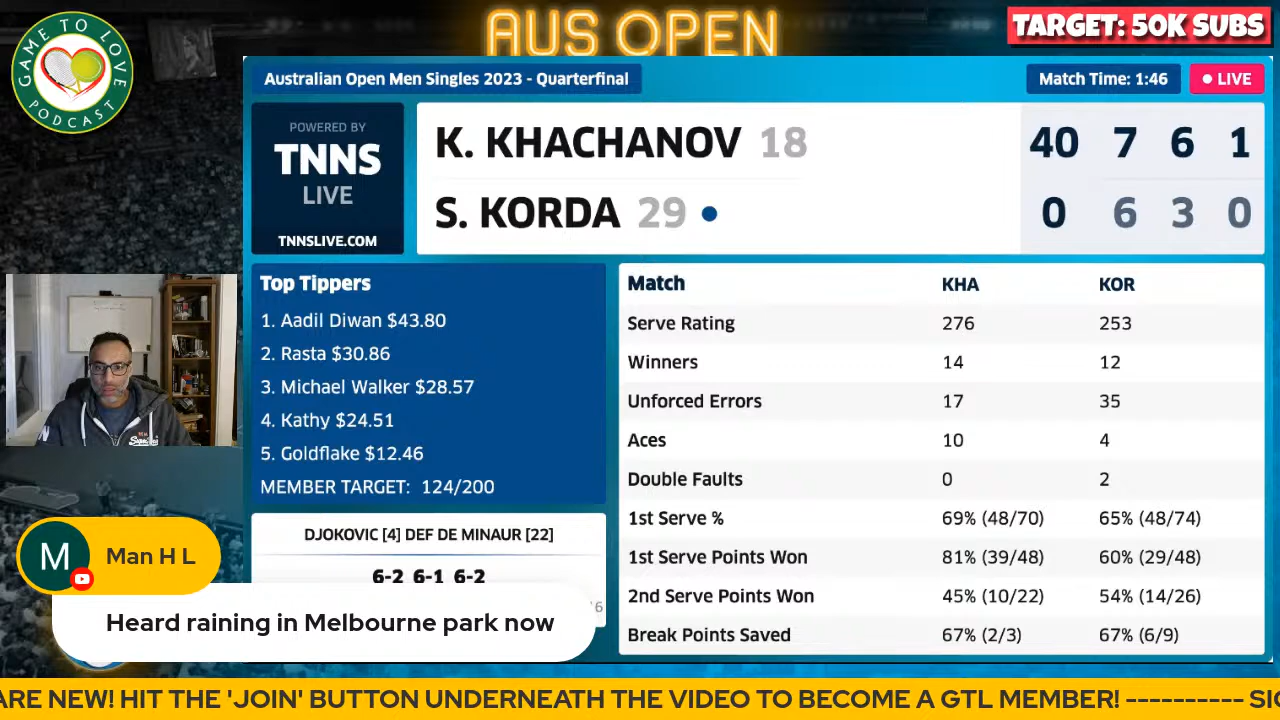 GAME TO LOVE
PODCAST
AUS OPEN
TARGET: 50K SUBS
Australian Open Men Singles 2023 - Quarterfinal
Match Time: 1:46
LIVE
POWERED BY
TNNS
LIVE
TNNSLIVE.COM
K. KHACHANOV 18 40 7 6 1
S. KORDA 29 0 6 3 0
Top Tippers
1. Aadil Diwan $43.80
2. Rasta $30.86
3. Michael Walker $28.57
4. Kathy $24.51
5. Goldflake $12.46
MEMBER TARGET: 124/200
DJOKOVIC [4] DEF DE MINAUR [22]
6-2 6-1 6-2
Match KHA KOR
Serve Rating 276 253
Winners 14 12
Unforced Errors 17 35
Aces 10 4
Double Faults 0 2
1st Serve % 69% (48/70) 65% (48/74)
1st Serve Points Won 81% (39/48) 60% (29/48)
2nd Serve Points Won 45% (10/22) 54% (14/26)
Break Points Saved 67% (2/3) 67% (6/9)
M
Man H L
Heard raining in Melbourne park now
ARE NEW! HIT THE 'JOIN' BUTTON UNDERNEATH THE VIDEO TO BECOME A GTL MEMBER! ---------- SI